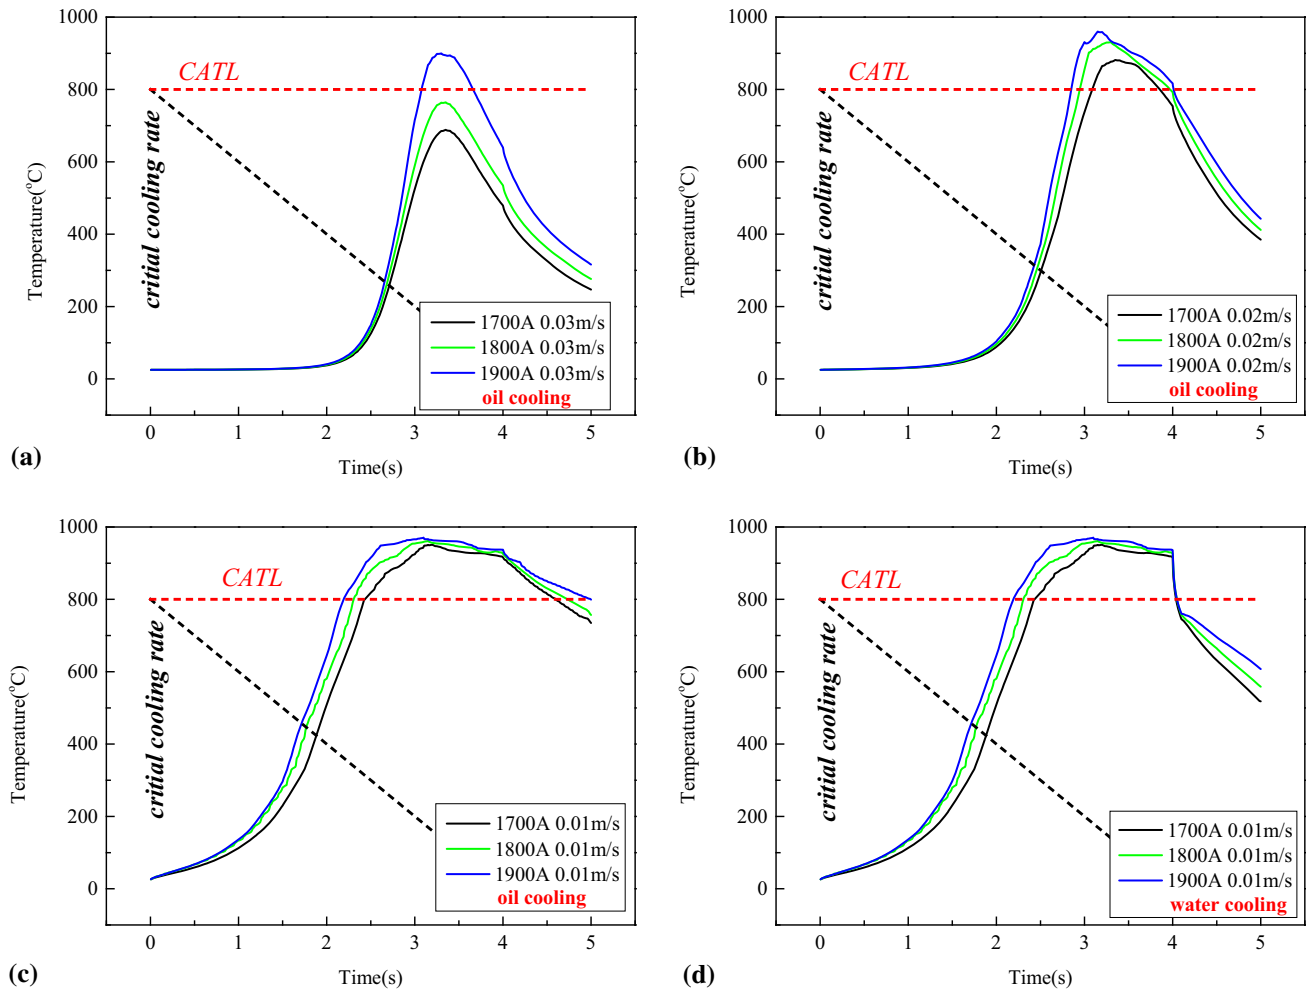 1000
800
600
400
200
0
Temperature(°C)
CATL
critial cooling rate
1700A 0.03m/s
1800A 0.03m/s
1900A 0.03m/s
oil cooling
0 1 2 3 4 5
Time(s)
(a)
1000
800
600
400
200
0
Tenperature(°C)
CATL
critial cooling rate
1700A 0.02m/s
1800A 0.02m/s
1900A 0.02m/s
oil cooling
0 1 2 3 4 5
Time(s)
(b)
1000
800
600
400
200
0
Temperature(°C)
CATL
critial cooling rate
1700A 0.01m/s
1800A 0.01m/s
1900A 0.01m/s
oil cooling
0 1 2 3 4 5
Time(s)
(c)
1000
800
600
400
200
0
Temperature(°C)
CATL
critial cooling rate
1700A 0.01m/s
1800A 0.01m/s
1900A 0.01m/s
water cooling
0 1 2 3 4 5
Time(s)
(d)